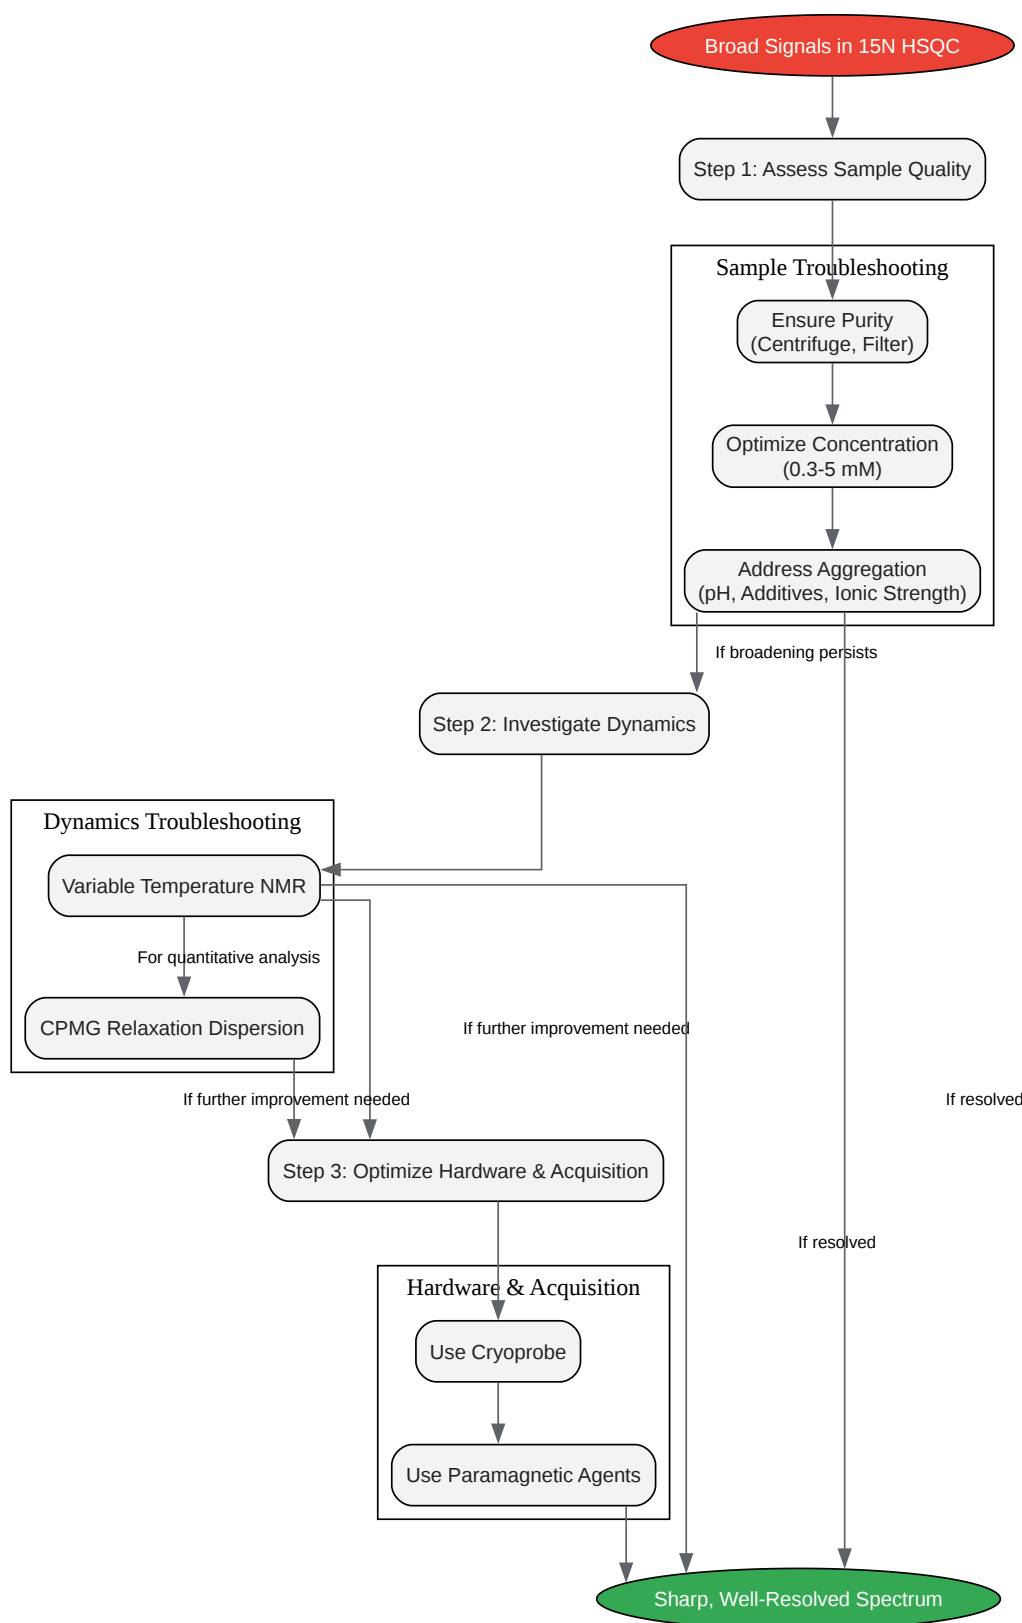 Broad Signals in 15N HSQC
Step 1: Assess Sample Quality
Sample Troubleshooting
Ensure Purity
(Centrifuge, Filter)
Optimize Concentration
(0.3-5 mM)
Address Aggregation
(pH, Additives, Ionic Strength)
If broadening persists
Step 2: Investigate Dynamics
Dynamics Troubleshooting
Variable Temperature NMR
For quantitative analysis
CPMG Relaxation Dispersion
If further improvement needed
If further improvement needed
If resolved
Step 3: Optimize Hardware & Acquisition
If resolved
Hardware & Acquisition
Use Cryoprobe
Use Paramagnetic Agents
Sharp, Well-Resolved Spectrum